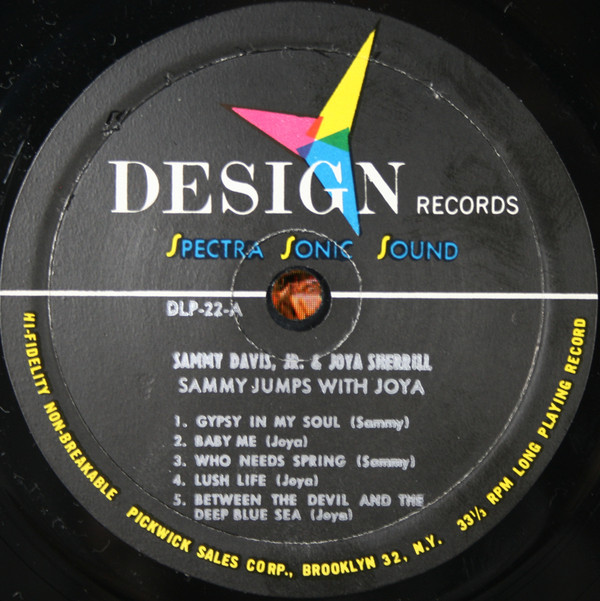 DESIGN RECORDS
SPECTRA SONIC SOUND
DLP-22-A
SAMMY DAVIS, JR. & JOYA SHERRILL
SAMMY JUMPS WITH JOYA
1. GYPSY IN MY SOUL (Sammy)
2. BABY ME (Joya)
3. WHO NEEDS SPRING (Sammy)
4. LUSH LIFE (Joya)
5. BETWEEN THE DEVIL AND THE
DEEP BLUE SEA (Joya)
HI-FIDELITY NON-BREAKABLE PICKWICK SALES CORP., BROOKLYN 32, N.Y. 33⅓ RPM LONG PLAYING RECORD